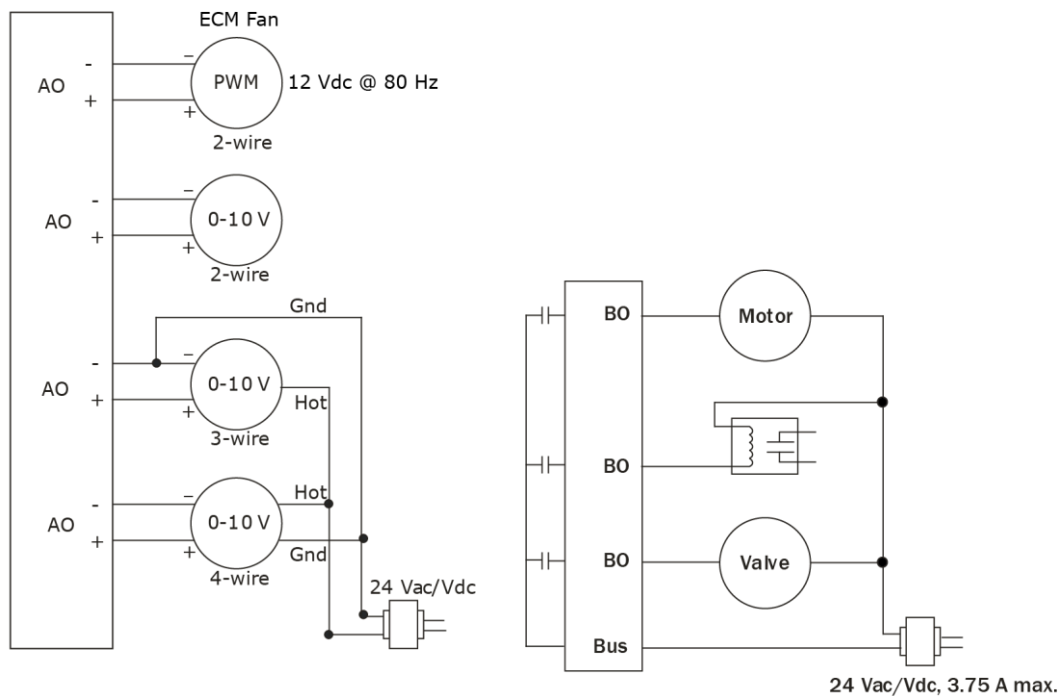 ECM Fan
-
AO
+
−
PWM
+
12 Vdc @ 80 Hz
2-wire
-
AO
+
−
0-10 V
+
2-wire
Gnd
-
AO
+
−
0-10 V
+
Hot
3-wire
-
AO
+
−
0-10 V
+
Hot
Gnd
4-wire
24 Vac/Vdc
BO
Motor
BO
BO
Valve
Bus
24 Vac/Vdc, 3.75 A max.